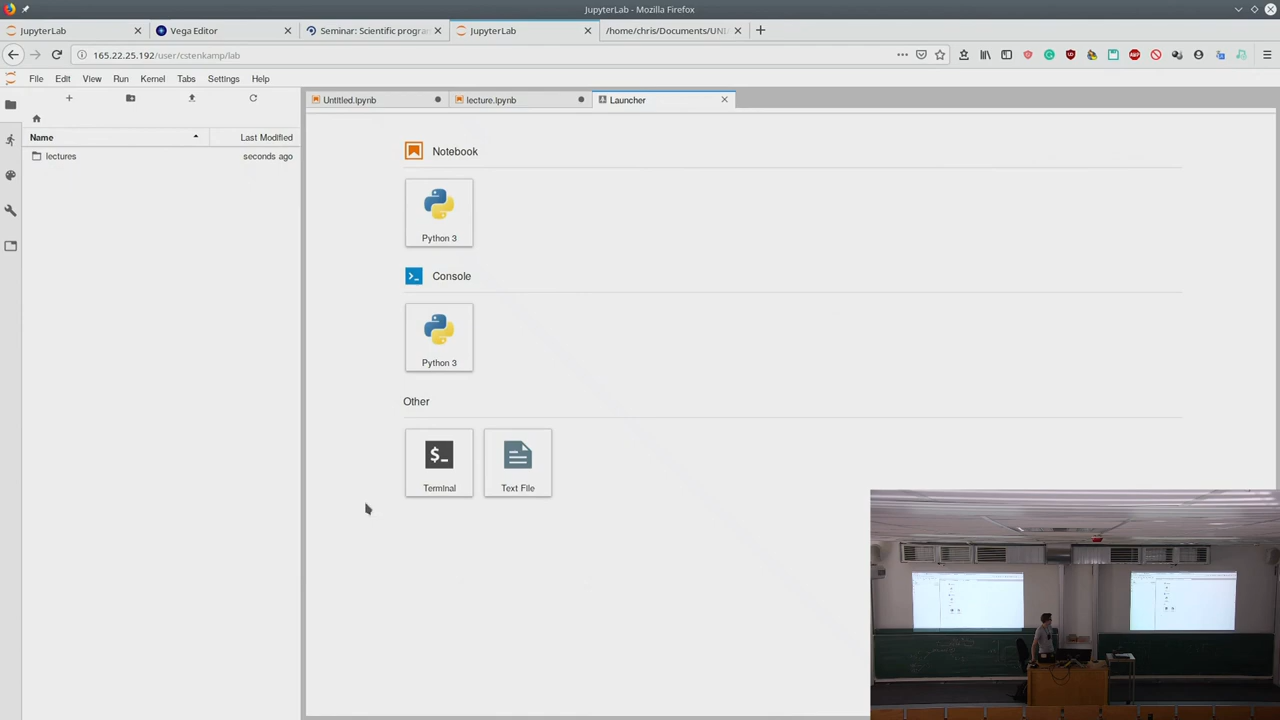 JupyterLab - Mozilla Firefox
JupyterLab
Vega Editor
Seminar: Scientific progra
JupyterLab
/home/chris/Documents/UNI
165.22.25.192/user/cstenkamp/lab
File Edit View Run Kernel Tabs Settings Help
Untitled.ipynb
lecture.ipynb
Launcher
Name
Last Modified
lectures
seconds ago
Notebook
Python 3
Console
Python 3
Other
$_
Terminal
Text File